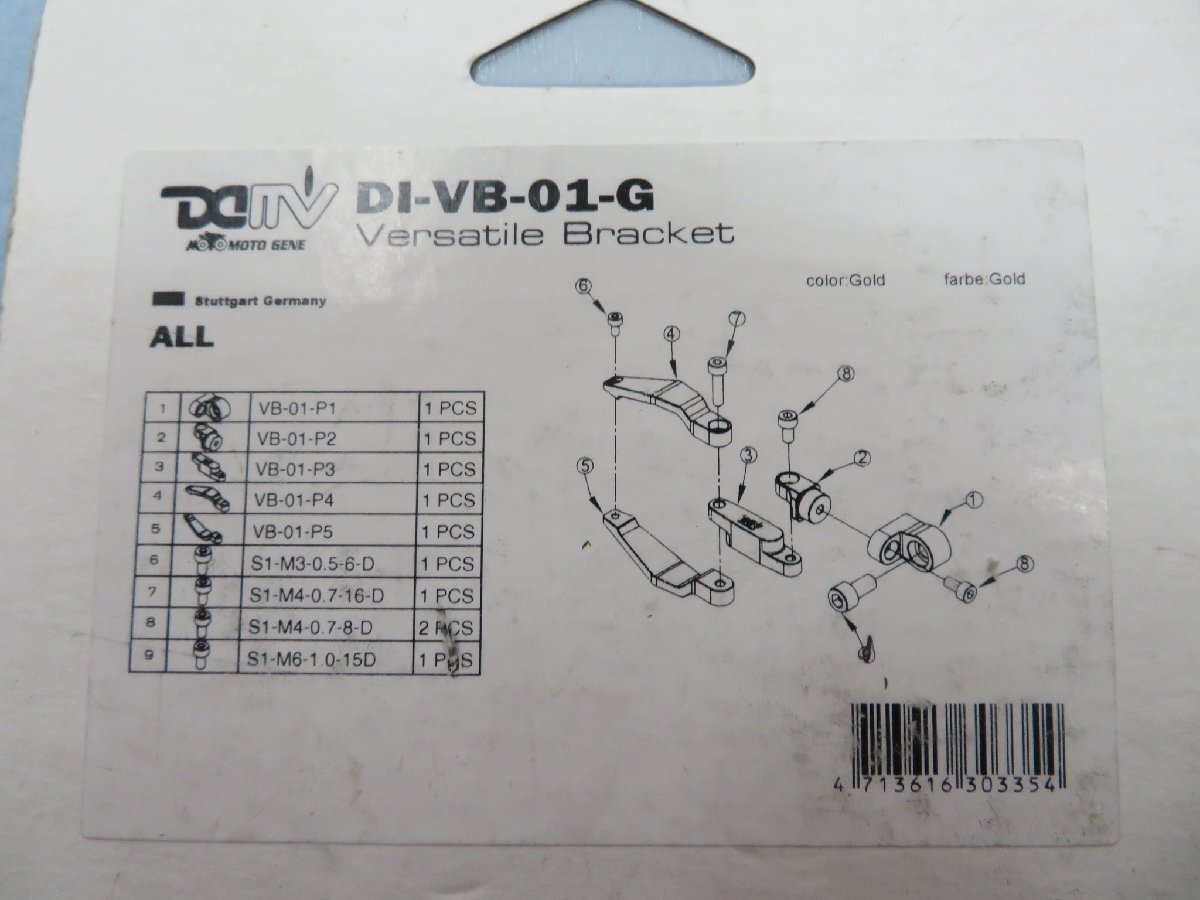 DI-VB-01-G
Versatile Bracket
MOTO GENE
Stuttgart Germany
color:Gold farbe:Gold
ALL
1 VB-01-P1 1 PCS
2 VB-01-P2 1 PCS
3 VB-01-P3 1 PCS
4 VB-01-P4 1 PCS
5 VB-01-P5 1 PCS
6 S1-M3-0.5-6-D 1 PCS
7 S1-M4-0.7-16-D 1 PCS
8 S1-M4-0.7-8-D 2 PCS
9 S1-M6-1.0-15D 1 PCS
6
7
4
8
3
2
5
1
8
4 713616 303354